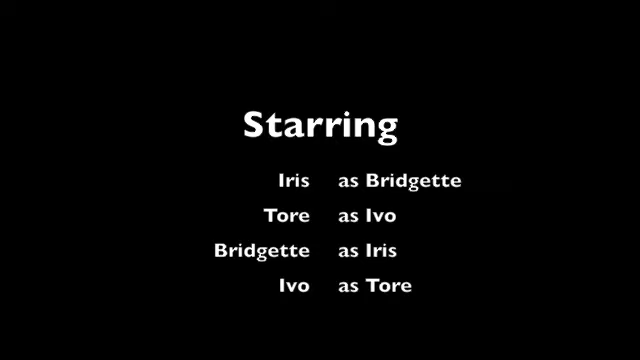 Starring
Iris as Bridgette
Tore as Ivo
Bridgette as Iris
Ivo as Tore